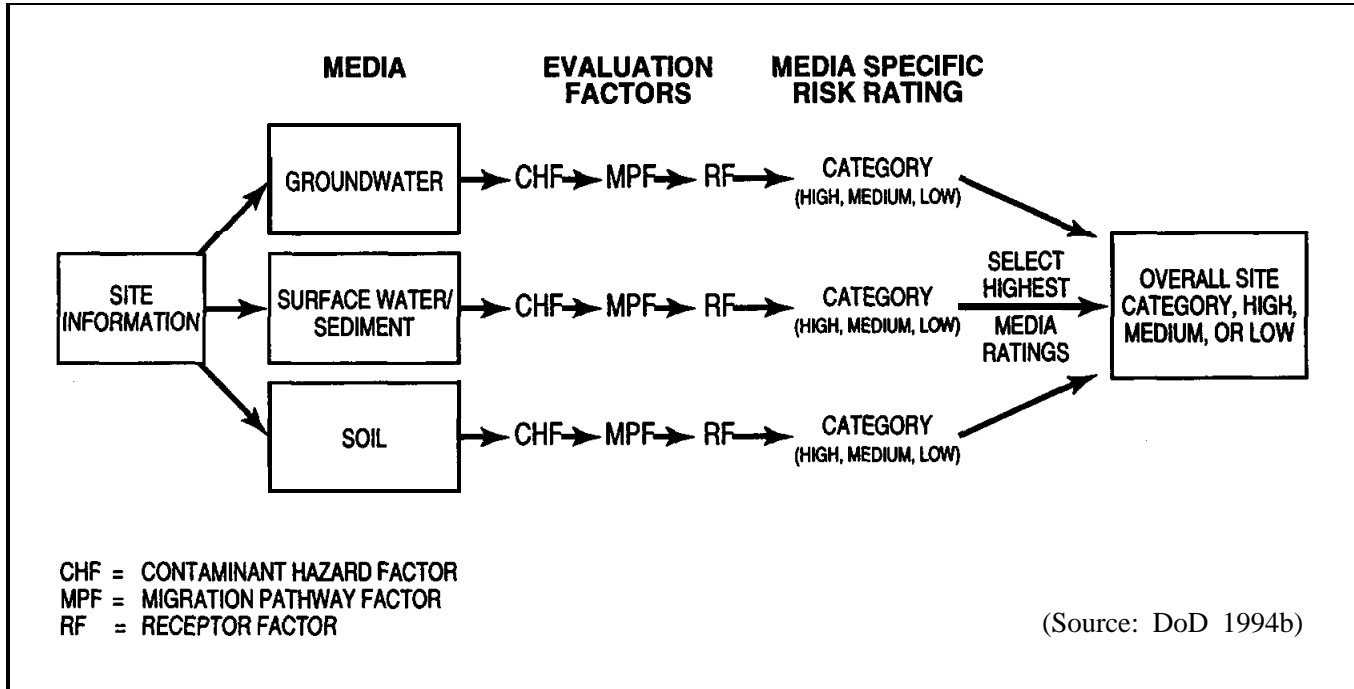 MEDIA
EVALUATION
FACTORS
MEDIA SPECIFIC
RISK RATING
SITE
INFORMATION
GROUNDWATER
CHF
MPF
RF
CATEGORY
(HIGH, MEDIUM, LOW)
SURFACE WATER/
SEDIMENT
CHF
MPF
RF
CATEGORY
(HIGH, MEDIUM, LOW)
SOIL
CHF
MPF
RF
CATEGORY
(HIGH, MEDIUM, LOW)
SELECT
HIGHEST
MEDIA
RATINGS
OVERALL SITE
CATEGORY, HIGH,
MEDIUM, OR LOW
CHF = CONTAMINANT HAZARD FACTOR
MPF = MIGRATION PATHWAY FACTOR
RF = RECEPTOR FACTOR
(Source: DoD 1994b)